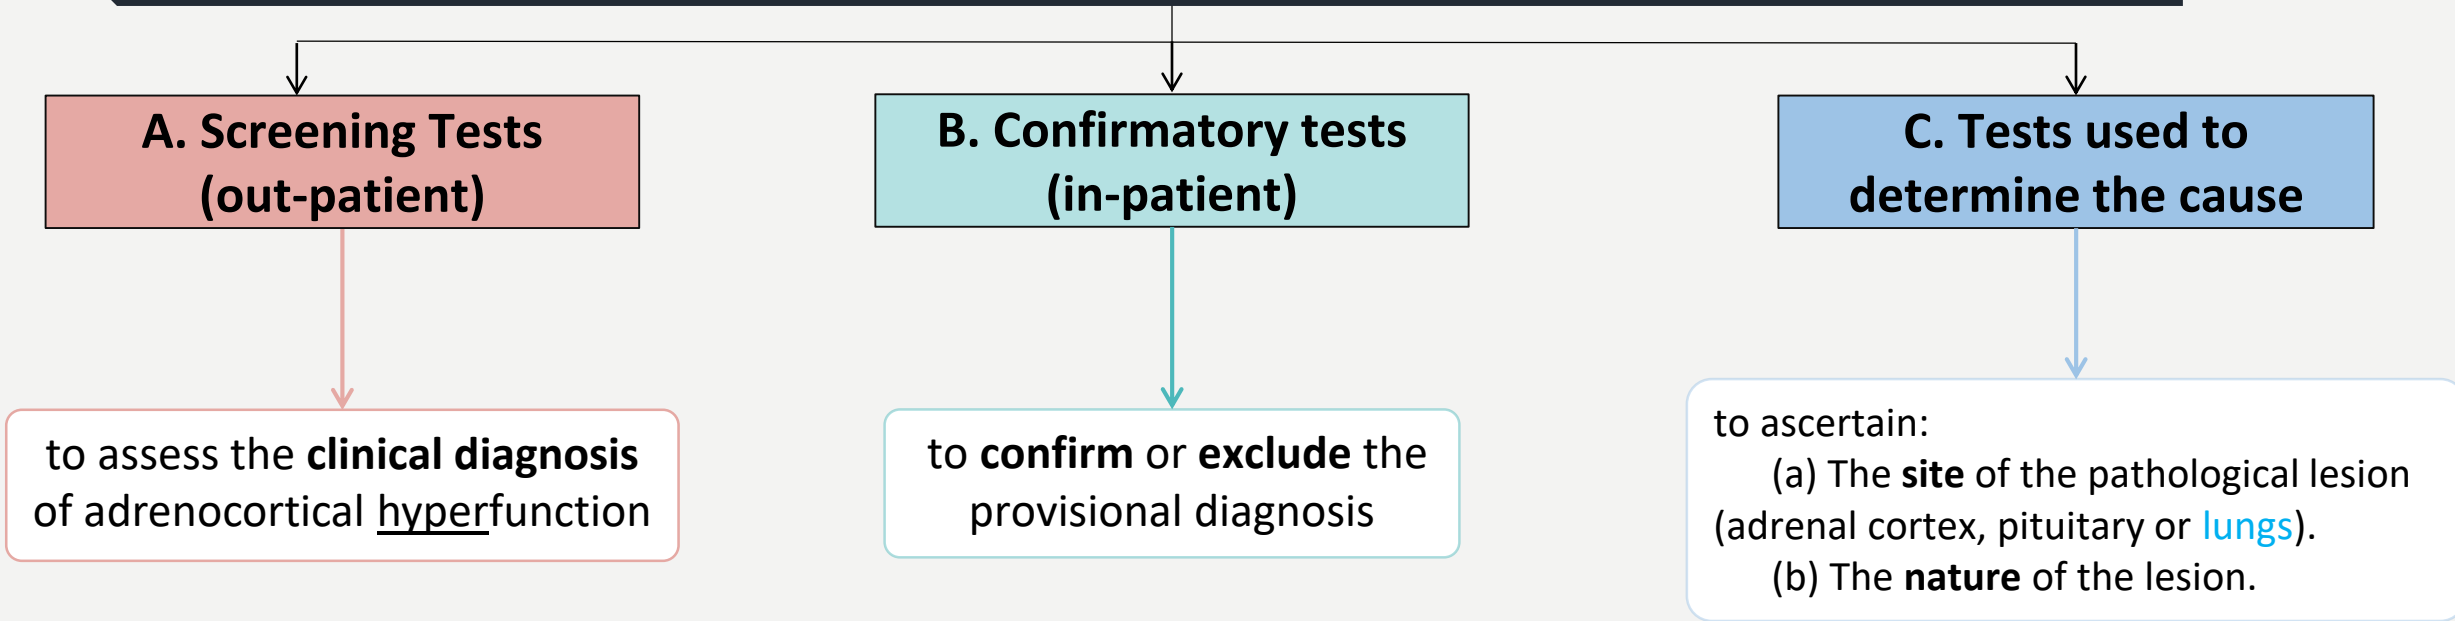 A. Screening Tests
(out-patient)
to assess the clinical diagnosis
of adrenocortical hyperfunction
B. Confirmatory tests
(in-patient)
to confirm or exclude the
provisional diagnosis
C. Tests used to
determine the cause
to ascertain:
(a) The site of the pathological lesion
(adrenal cortex, pituitary or lungs).
(b) The nature of the lesion.